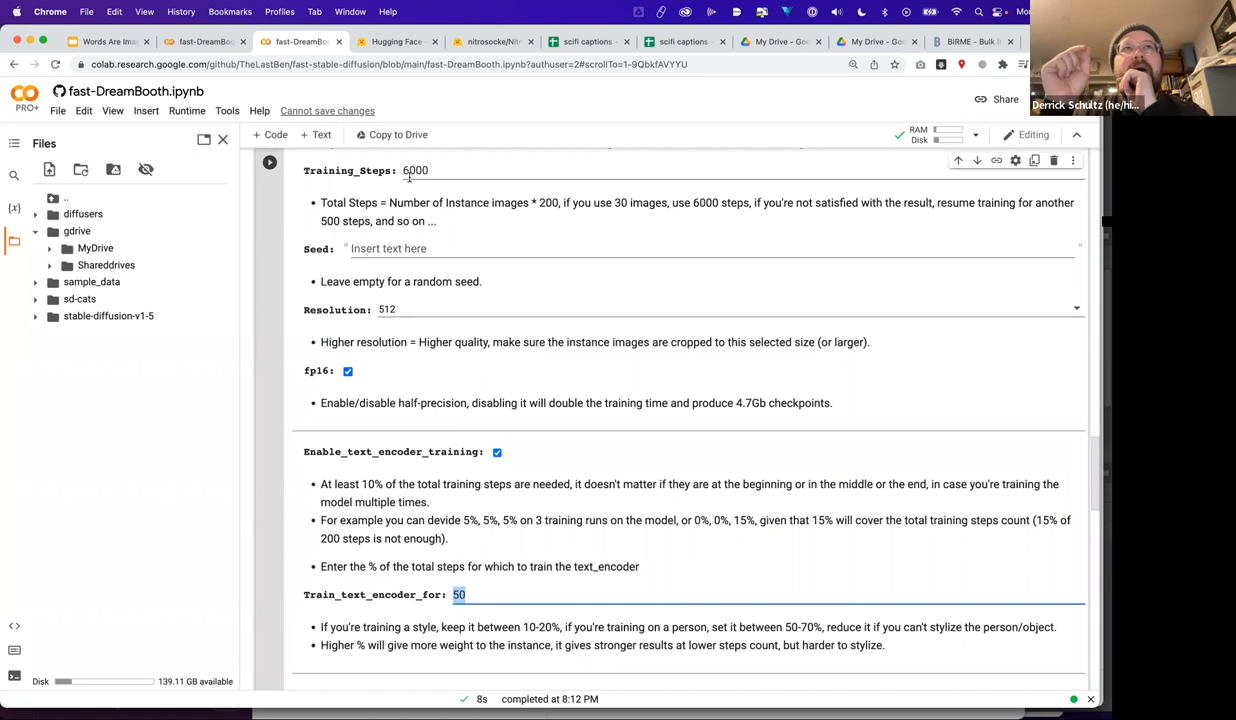 Chrome File Edit View History Bookmarks Profiles Tab Window Help Mon
Words Are Ima fast-DreamBoo fast-DreamBoo Hugging Face nitrosocke/Nitr scifi captions - scifi captions - My Drive - Goo My Drive - Goo BIRME - Bulk In
colab.research.google.com/github/TheLastBen/fast-stable-diffusion/blob/main/fast-DreamBooth.ipynb?authuser=2#scrollTo=1-9QbkfAVYYU
Derrick Schultz (he/hi...
CO
PRO+
fast-DreamBooth.ipynb
File Edit View Insert Runtime Tools Help Cannot save changes
Share
Files
+ Code + Text Copy to Drive
RAM
Disk
Editing
..
diffusers
gdrive
MyDrive
Shareddrives
sample_data
sd-cats
stable-diffusion-v1-5
{x}
Training_Steps: 6000
• Total Steps = Number of Instance images * 200, if you use 30 images, use 6000 steps, if you're not satisfied with the result, resume training for another
500 steps, and so on ...
Seed: " Insert text here "
• Leave empty for a random seed.
Resolution: 512
• Higher resolution = Higher quality, make sure the instance images are cropped to this selected size (or larger).
fp16:
• Enable/disable half-precision, disabling it will double the training time and produce 4.7Gb checkpoints.
Enable_text_encoder_training:
• At least 10% of the total training steps are needed, it doesn't matter if they are at the beginning or in the middle or the end, in case you're training the
model multiple times.
• For example you can devide 5%, 5%, 5% on 3 training runs on the model, or 0%, 0%, 15%, given that 15% will cover the total training steps count (15% of
200 steps is not enough).
• Enter the % of the total steps for which to train the text_encoder
Train_text_encoder_for: 50
• If you're training a style, keep it between 10-20%, if you're training on a person, set it between 50-70%, reduce it if you can't stylize the person/object.
• Higher % will give more weight to the instance, it gives stronger results at lower steps count, but harder to stylize.
Disk 139.11 GB available
8s completed at 8:12 PM